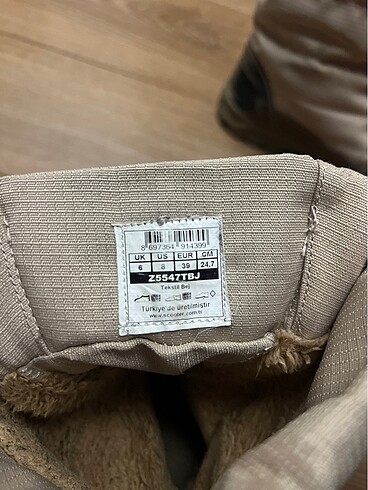 8 697364 914399
UK US EUR CM
6 8 39 24.7
Z5547TBJ
Tekstil Bej
Türkiye'de üretilmiştir
www.scooter.com.tr